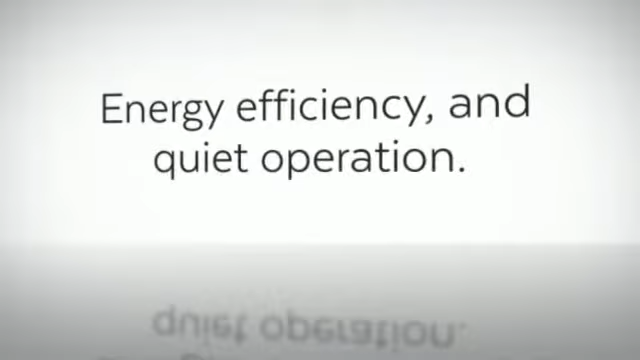 Energy efficiency, and
quiet operation.